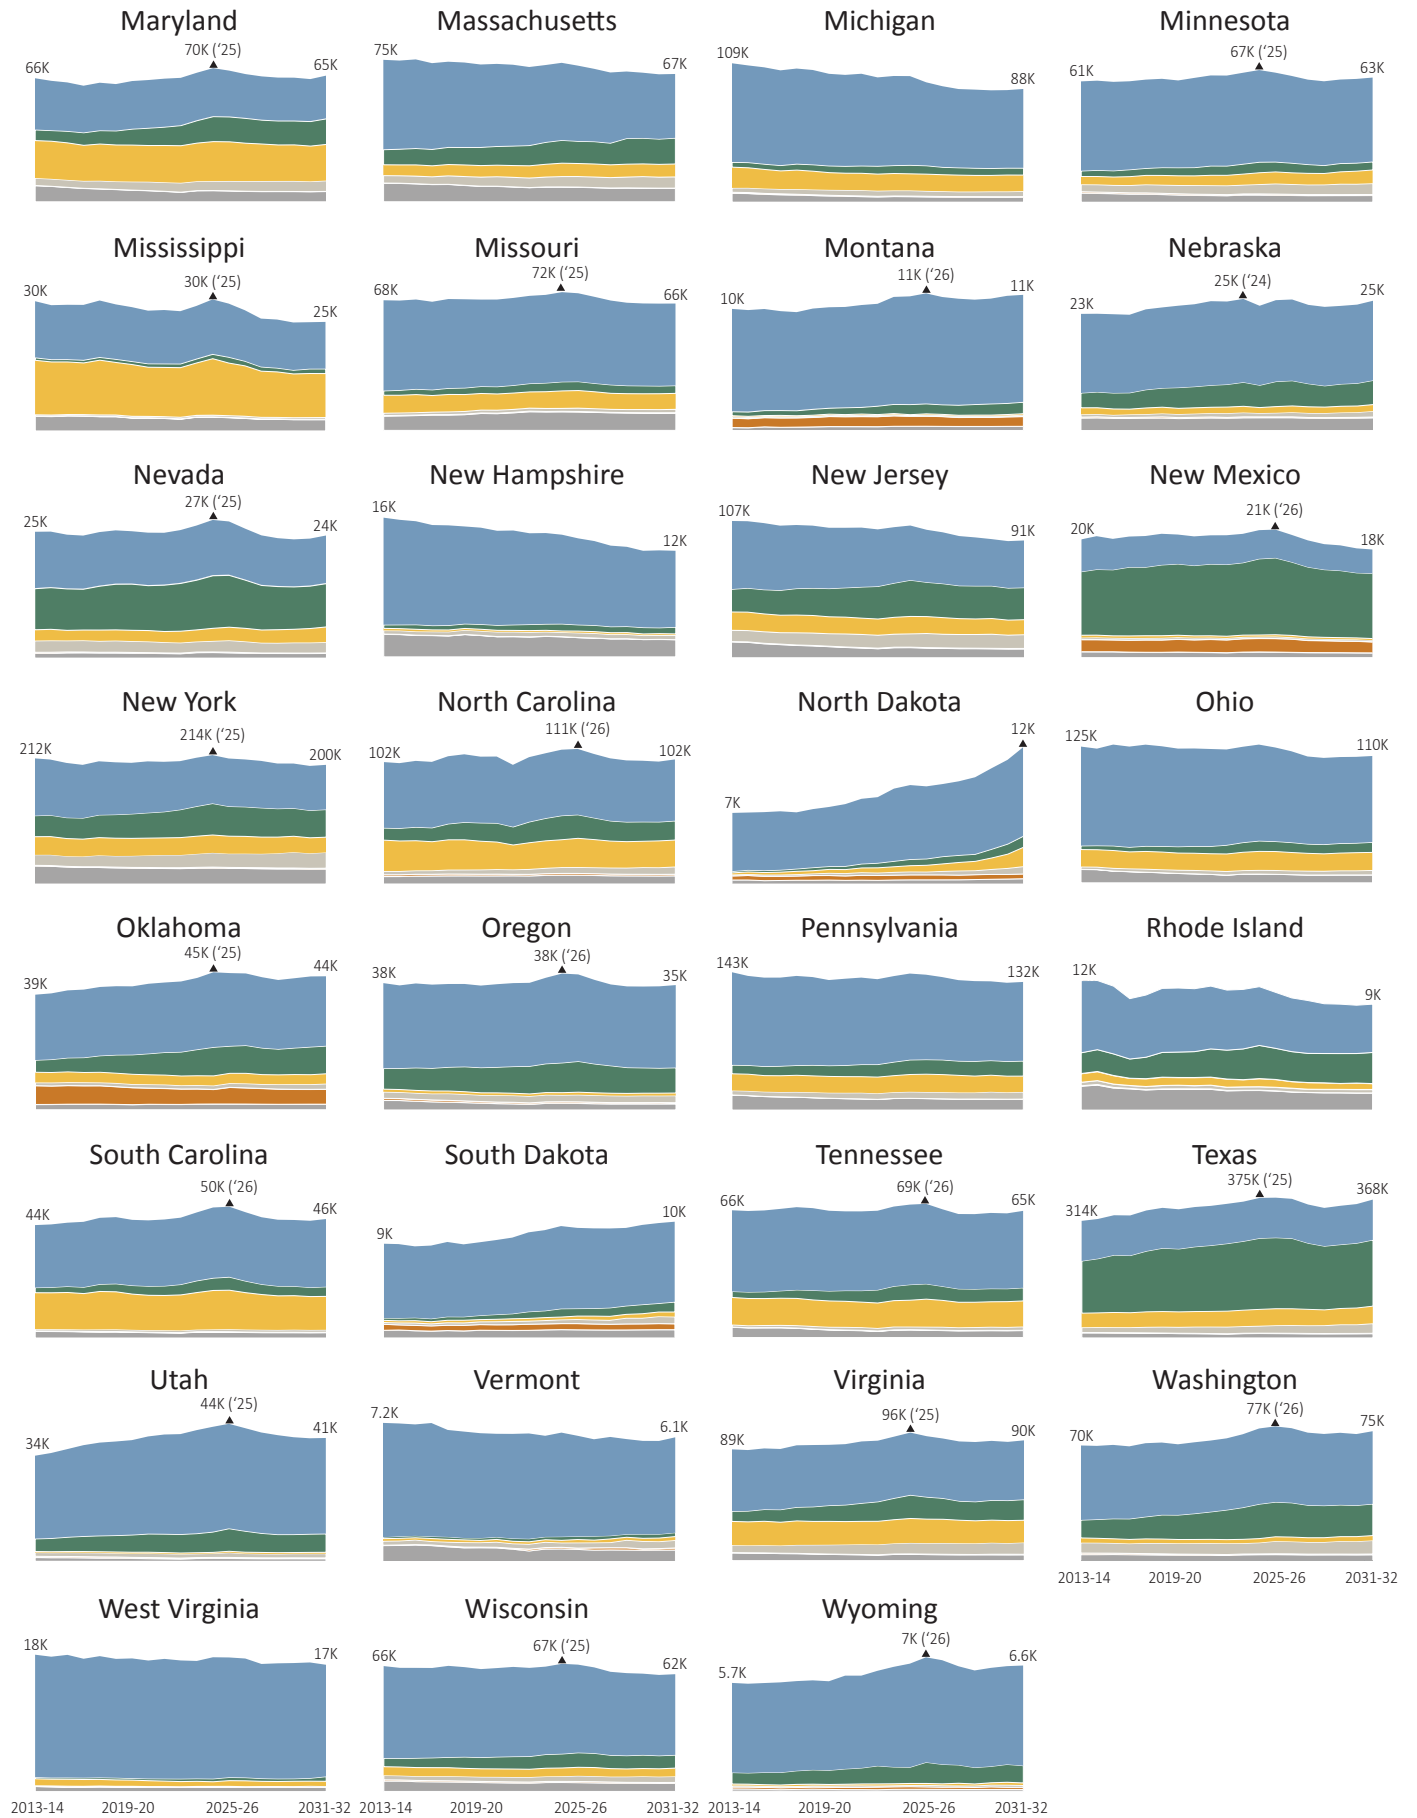 Maryland
Massachusetts
Michigan
Minnesota
66K
70K (‘25)
65K
75K
67K
109K
88K
61K
67K (‘25)
63K
Mississippi
Missouri
Montana
Nebraska
30K
30K (‘25)
25K
68K
72K (‘25)
66K
10K
11K (‘26)
11K
23K
25K (‘24)
25K
Nevada
New Hampshire
New Jersey
New Mexico
25K
27K (‘25)
24K
16K
12K
107K
91K
20K
21K (‘26)
18K
New York
North Carolina
North Dakota
Ohio
212K
214K (‘25)
200K
102K
111K (‘26)
102K
7K
12K
125K
110K
Oklahoma
Oregon
Pennsylvania
Rhode Island
39K
45K (‘25)
44K
38K
38K (‘26)
35K
143K
132K
12K
9K
South Carolina
South Dakota
Tennessee
Texas
44K
50K (‘26)
46K
9K
10K
66K
69K (‘26)
65K
314K
375K (‘25)
368K
Utah
Vermont
Virginia
Washington
34K
44K (‘25)
41K
7.2K
6.1K
89K
96K (‘25)
90K
70K
77K (‘26)
75K
2013-14 2019-20 2025-26 2031-32
West Virginia
Wisconsin
Wyoming
18K
17K
66K
67K (‘25)
62K
5.7K
7K (‘26)
6.6K
2013-14 2019-20 2025-26 2031-32
2013-14 2019-20 2025-26 2031-32
2013-14 2019-20 2025-26 2031-32